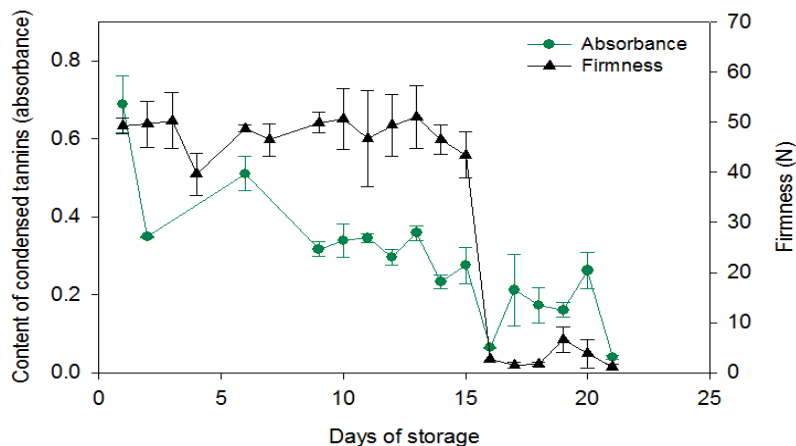 Content of condensed tannins (absorbance)
0.8
0.6
0.4
0.2
0.0
Absorbance
Firmness
70
60
50
40
30
20
10
0
Firmness (N)
0 5 10 15 20 25
Days of storage